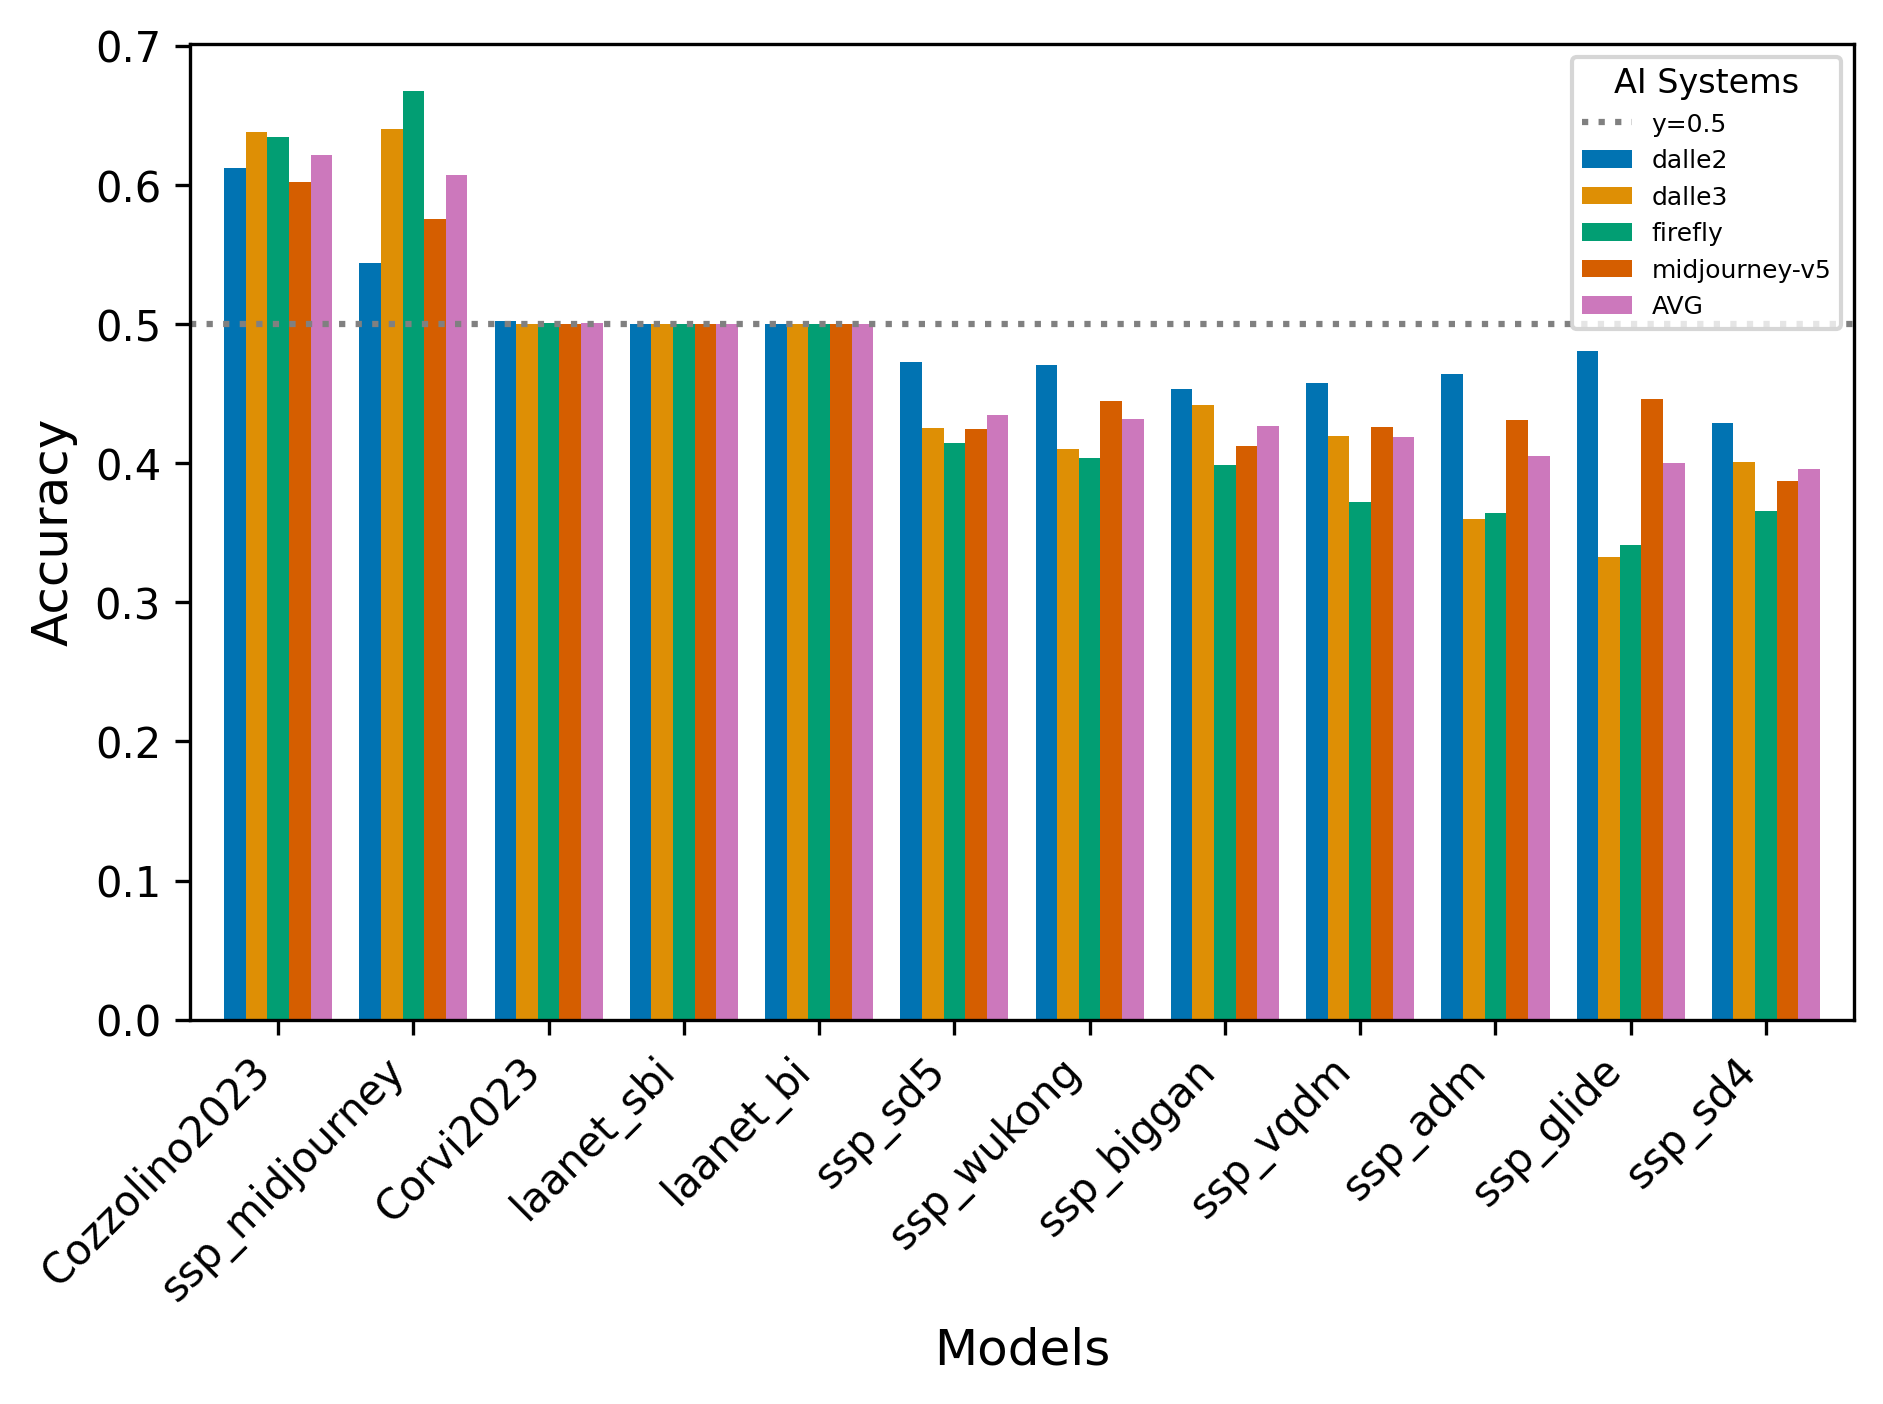 0.7
0.6
0.5
0.4
0.3
0.2
0.1
0.0
Accuracy
AI Systems
y=0.5
dalle2
dalle3
firefly
midjourney-v5
AVG
Cozzolino2023
ssp_midjourney
Corvi2023
laanet_sbi
laanet_bi
ssp_sd5
ssp_wukong
ssp_biggan
ssp_vqdm
ssp_adm
ssp_glide
ssp_sd4
Models